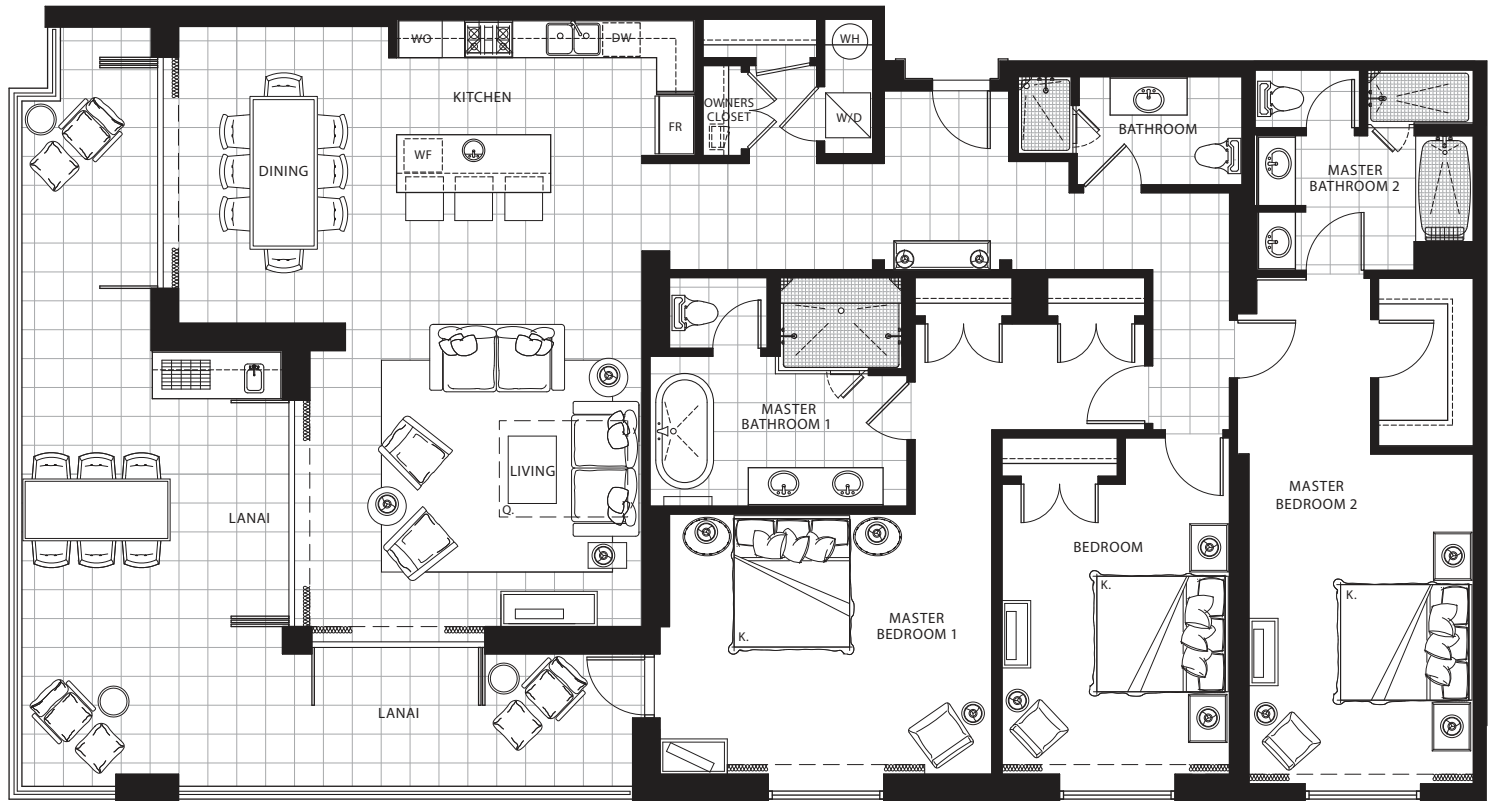 WO
DW
WH
KITCHEN
OWNERS
CLOSET
FR
W/D
BATHROOM
WF
DINING
MASTER
BATHROOM 2
MASTER
BATHROOM 1
LIVING
Q.
LANAI
MASTER
BEDROOM 2
BEDROOM
K.
K.
MASTER
BEDROOM 1
K.
LANAI